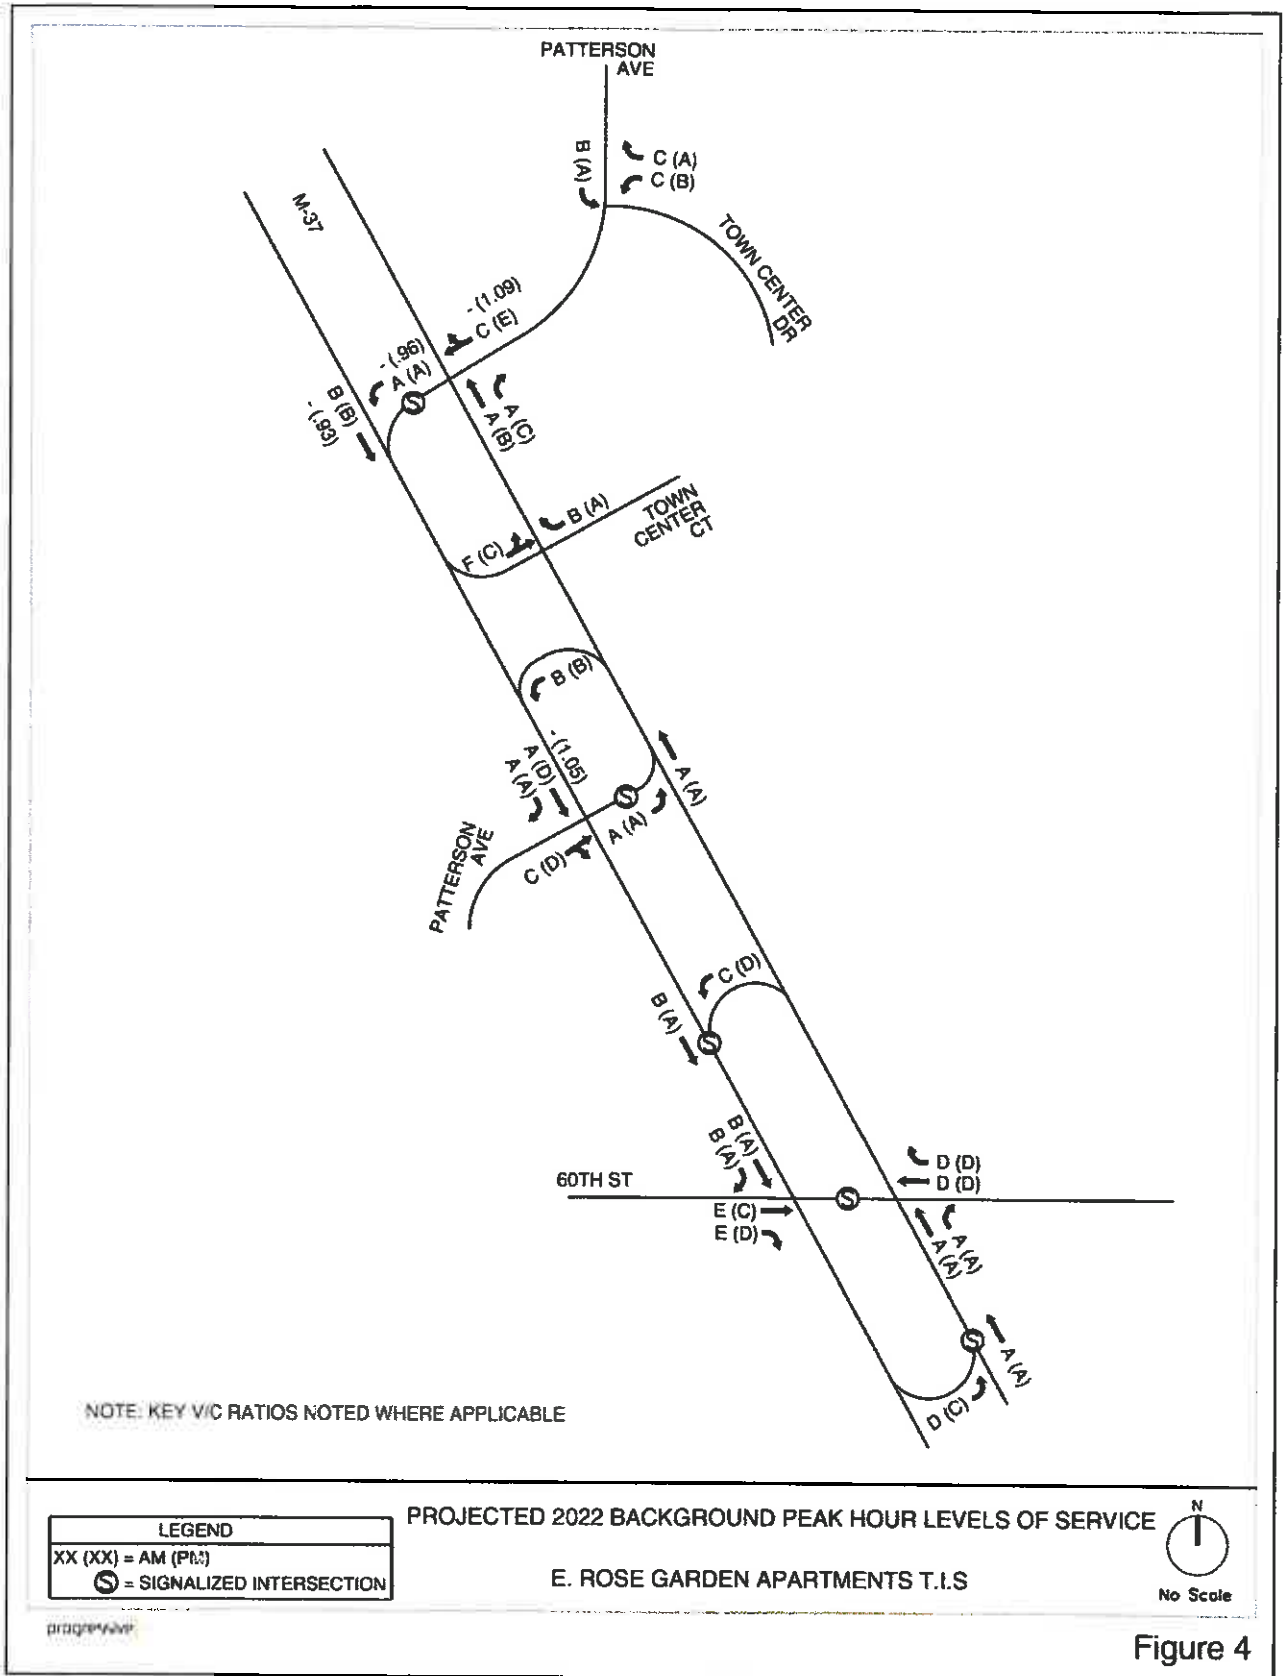 PATTERSON
AVE
B (A)
C (A)
C (B)
M-37
TOWN CENTER
DR
- (1.09)
C (E)
- (.96)
A (A)
B (B)
- (.93)
A (C)
A (B)
B (A)
TOWN
CENTER
CT
F (C)
B (B)
- (1.05)
A (D)
A (A)
A (A)
A (A)
PATTERSON
AVE
C (D)
C (D)
B (A)
B (A)
B (A)
60TH ST
S
D (D)
D (D)
E (C)
E (D)
A (A)
A (A)
S
A (A)
D (C)
S
S
S
NOTE: KEY V/C RATIOS NOTED WHERE APPLICABLE
LEGEND
XX (XX) = AM (PM)
S = SIGNALIZED INTERSECTION
PROJECTED 2022 BACKGROUND PEAK HOUR LEVELS OF SERVICE
E. ROSE GARDEN APARTMENTS T.I.S
N
No Scale
progressive
Figure 4